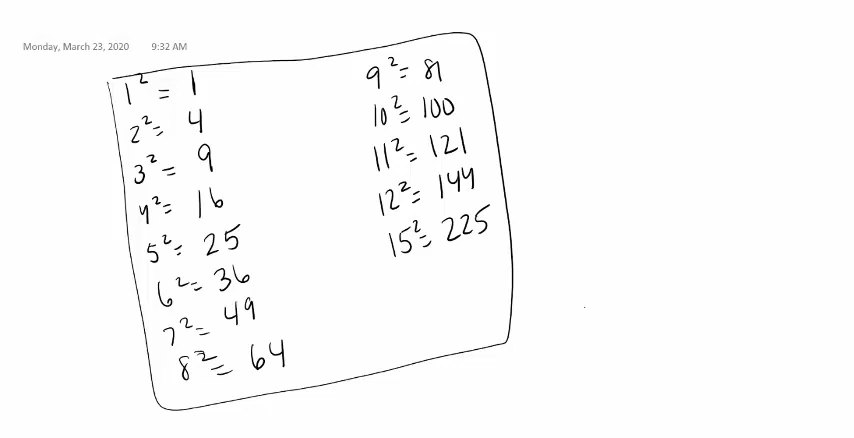 Monday, March 23, 2020 9:32 AM
1² = 1
2² = 4
3² = 9
4² = 16
5² = 25
6² = 36
7² = 49
8² = 64
9² = 81
10² = 100
11² = 121
12² = 144
15² = 225